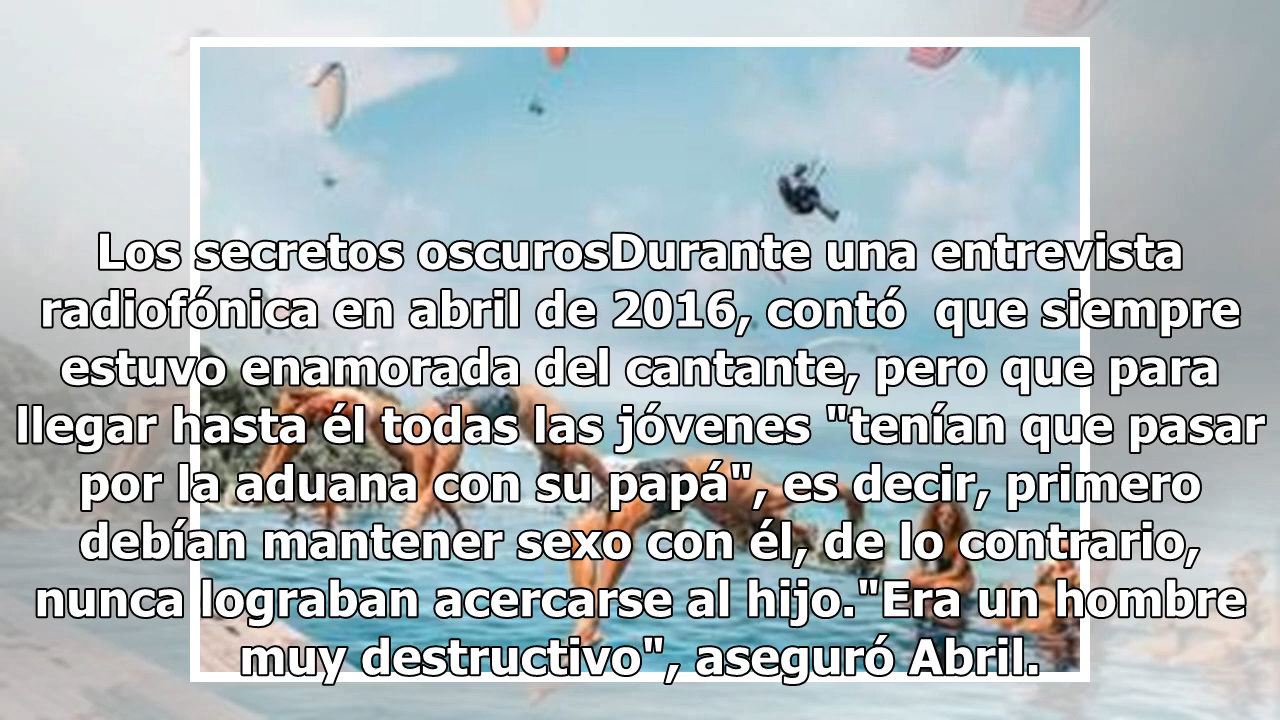 Los secretos oscurosDurante una entrevista
radiofónica en abril de 2016, contó  que siempre
estuvo enamorada del cantante, pero que para
llegar hasta él todas las jóvenes "tenían que pasar
por la aduana con su papá", es decir, primero
debían mantener sexo con él, de lo contrario,
nunca lograban acercarse al hijo."Era un hombre
muy destructivo", aseguró Abril.